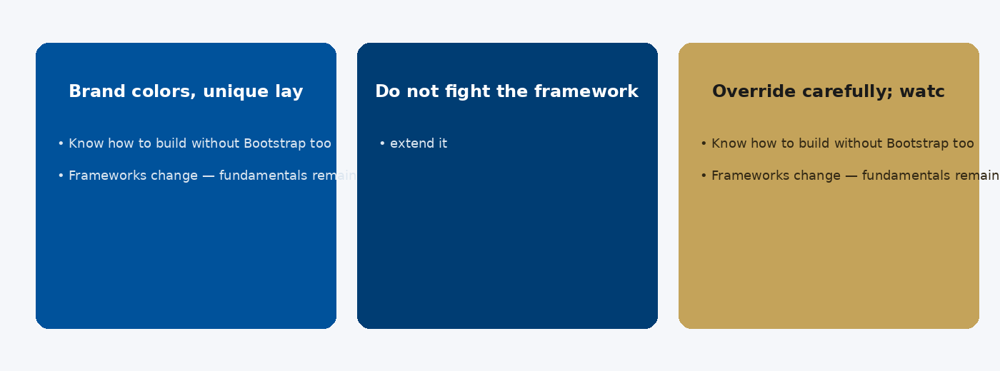 Brand colors, unique lay
• Know how to build without Bootstrap too
• Frameworks change — fundamentals remain
Do not fight the framework
• extend it
Override carefully; watc
• Know how to build without Bootstrap too
• Frameworks change — fundamentals remain